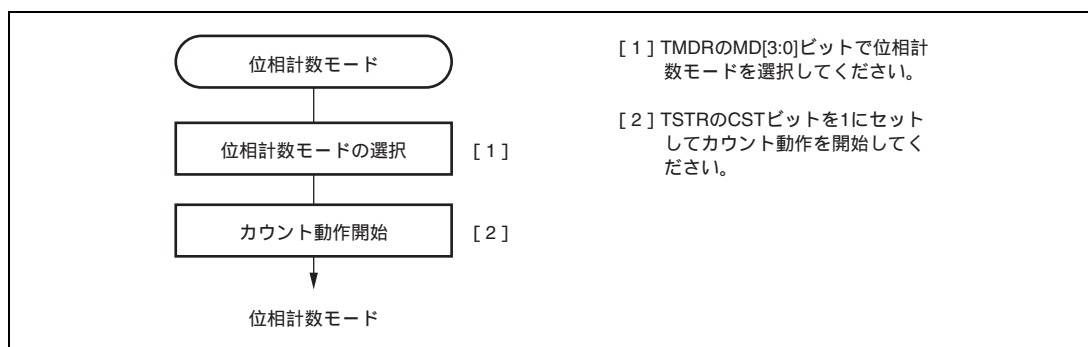 位相計数モード
位相計数モードの選択
[ 1 ]
カウント動作開始
[ 2 ]
位相計数モード
[ 1 ] TMDRのMD[3:0]ビットで位相計
数モードを選択してください。
[ 2 ] TSTRのCSTビットを1にセット
してカウント動作を開始してく
ださい。